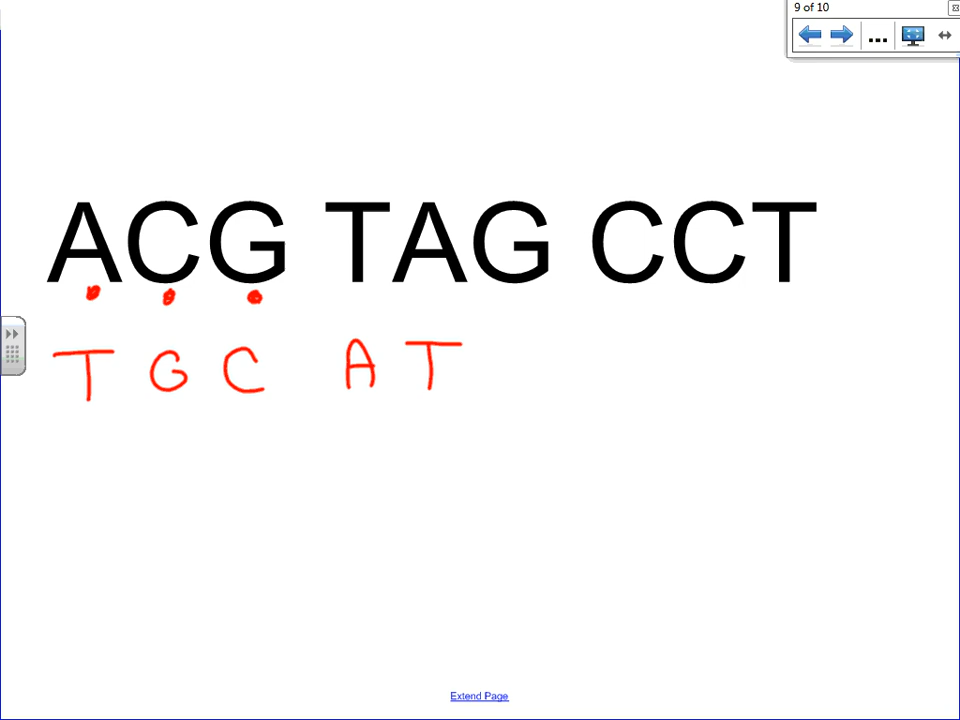 9 of 10
...
ACG TAG CCT
T G C A T
Extend Page